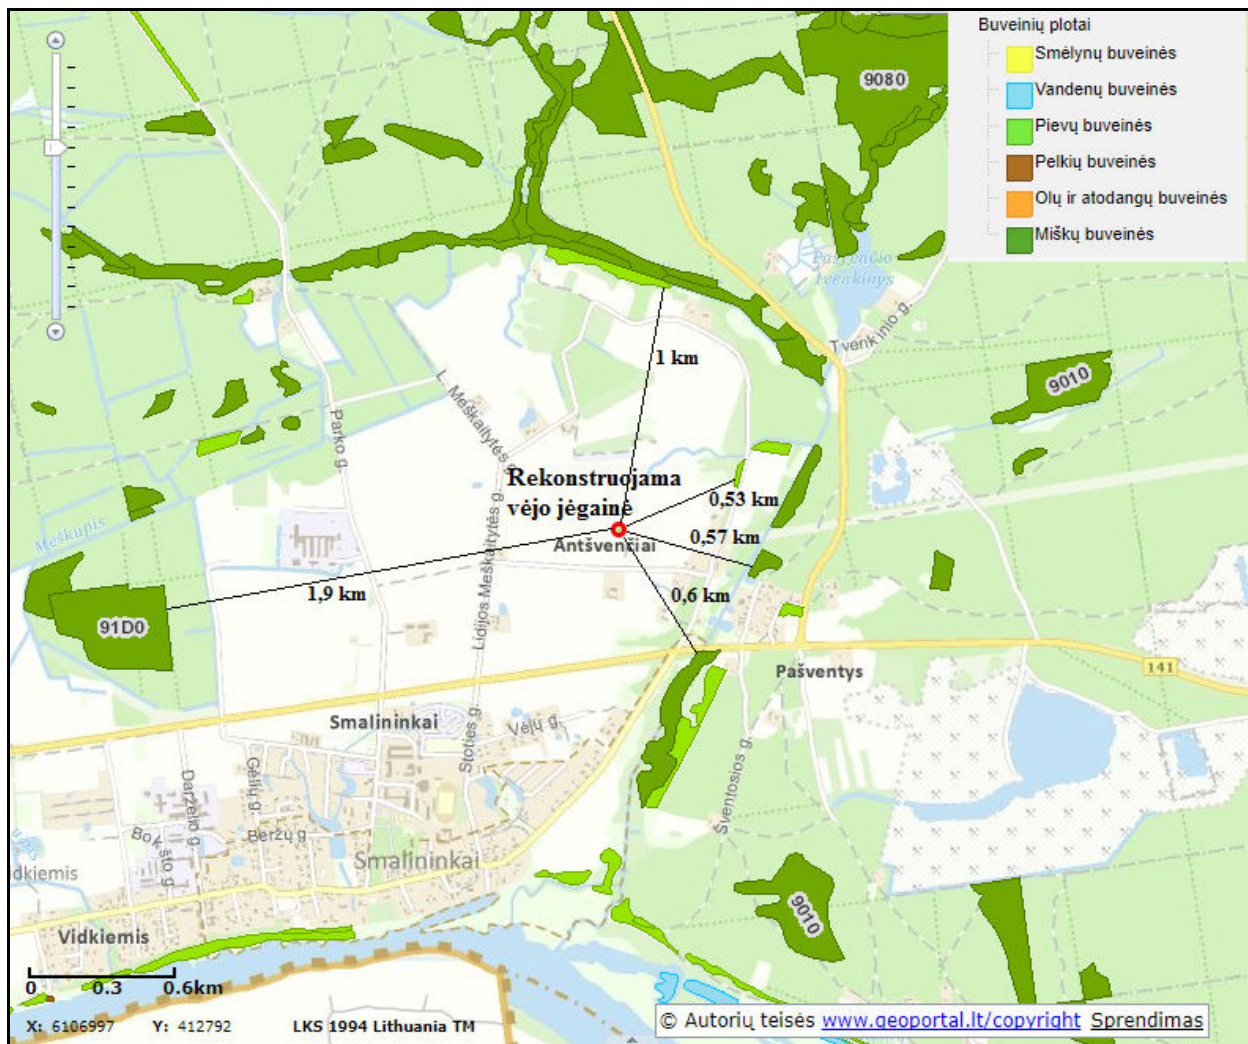 Buveinių plotai
Smėlynų buveinės
Vandenų buveinės
Pievų buveinės
Pelkių buveinės
Olų ir atodangų buveinės
Miškų buveinės
9080
Tvenkinys
Tvenkinio g.
1 km
9010
L. Meškaitytės g.
Parko g.
Rekonstruojama
vėjo jėgainė
0,53 km
0,57 km
Antšvenčiai
Meškupis
Lidijos Meškaitytės g.
1,9 km
0,6 km
91D0
141
Pašventys
Smalininkai
Vėjų g.
Stoties g.
Šventosios g.
Gėlių g.
Darželio g.
Beržų g
Bokšto g.
Smalininkai
Vidkiemis
9010
0 0.3 0.6km
X: 6106997 Y: 412792 LKS 1994 Lithuania TM
© Autorių teisės www.geoportal.lt/copyright Sprendimas